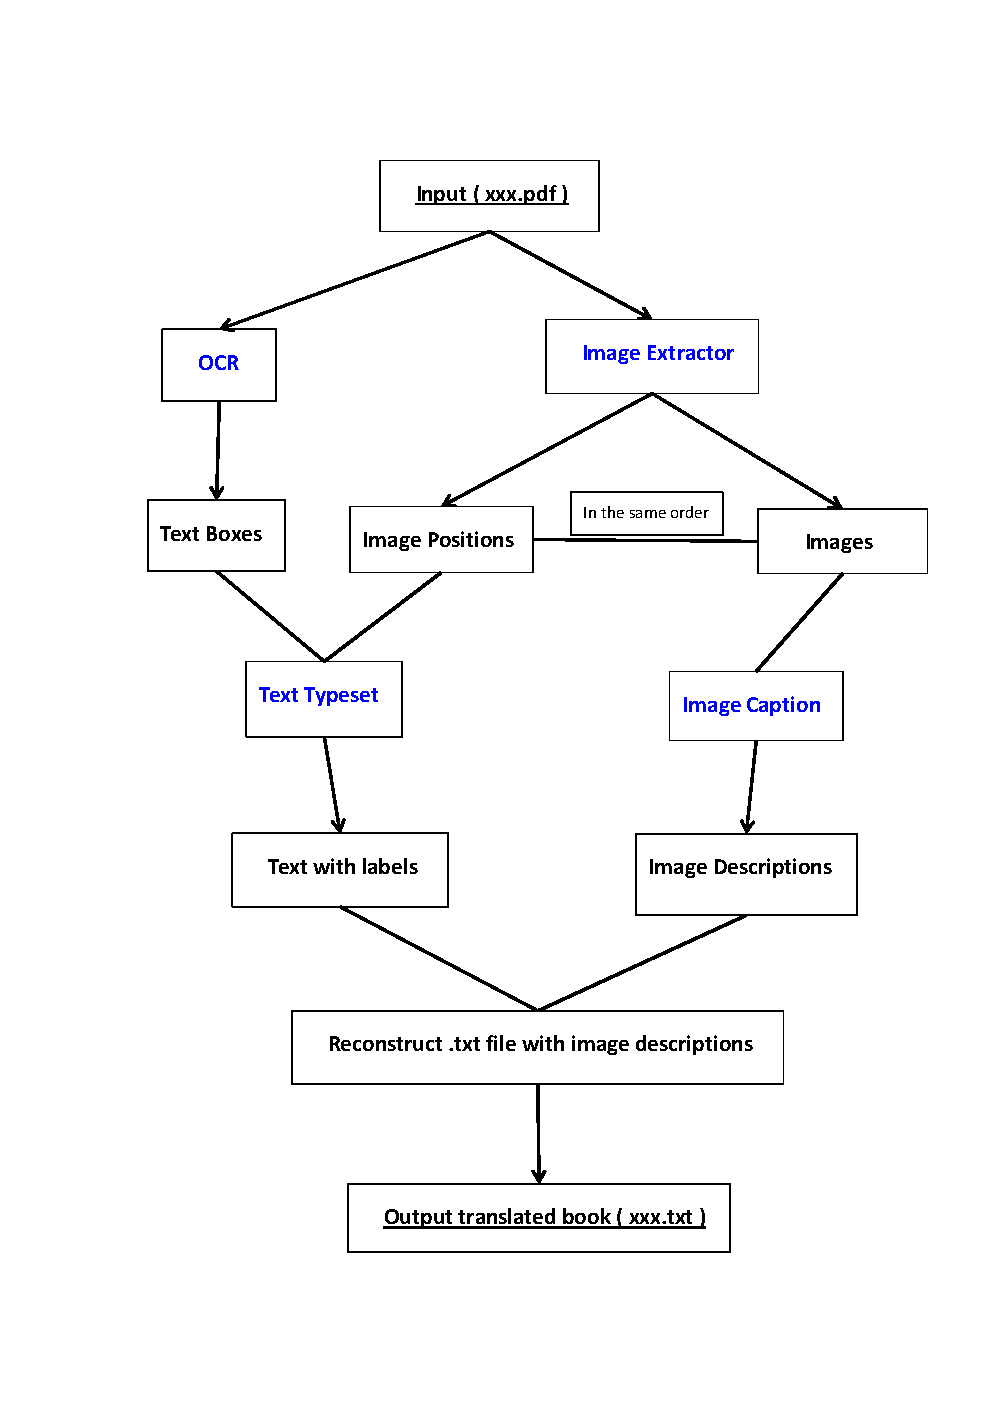 Input ( xxx.pdf )
OCR
Image Extractor
Text Boxes
Image Positions
In the same order
Images
Text Typeset
Image Caption
Text with labels
Image Descriptions
Reconstruct .txt file with image descriptions
Output translated book ( xxx.txt )